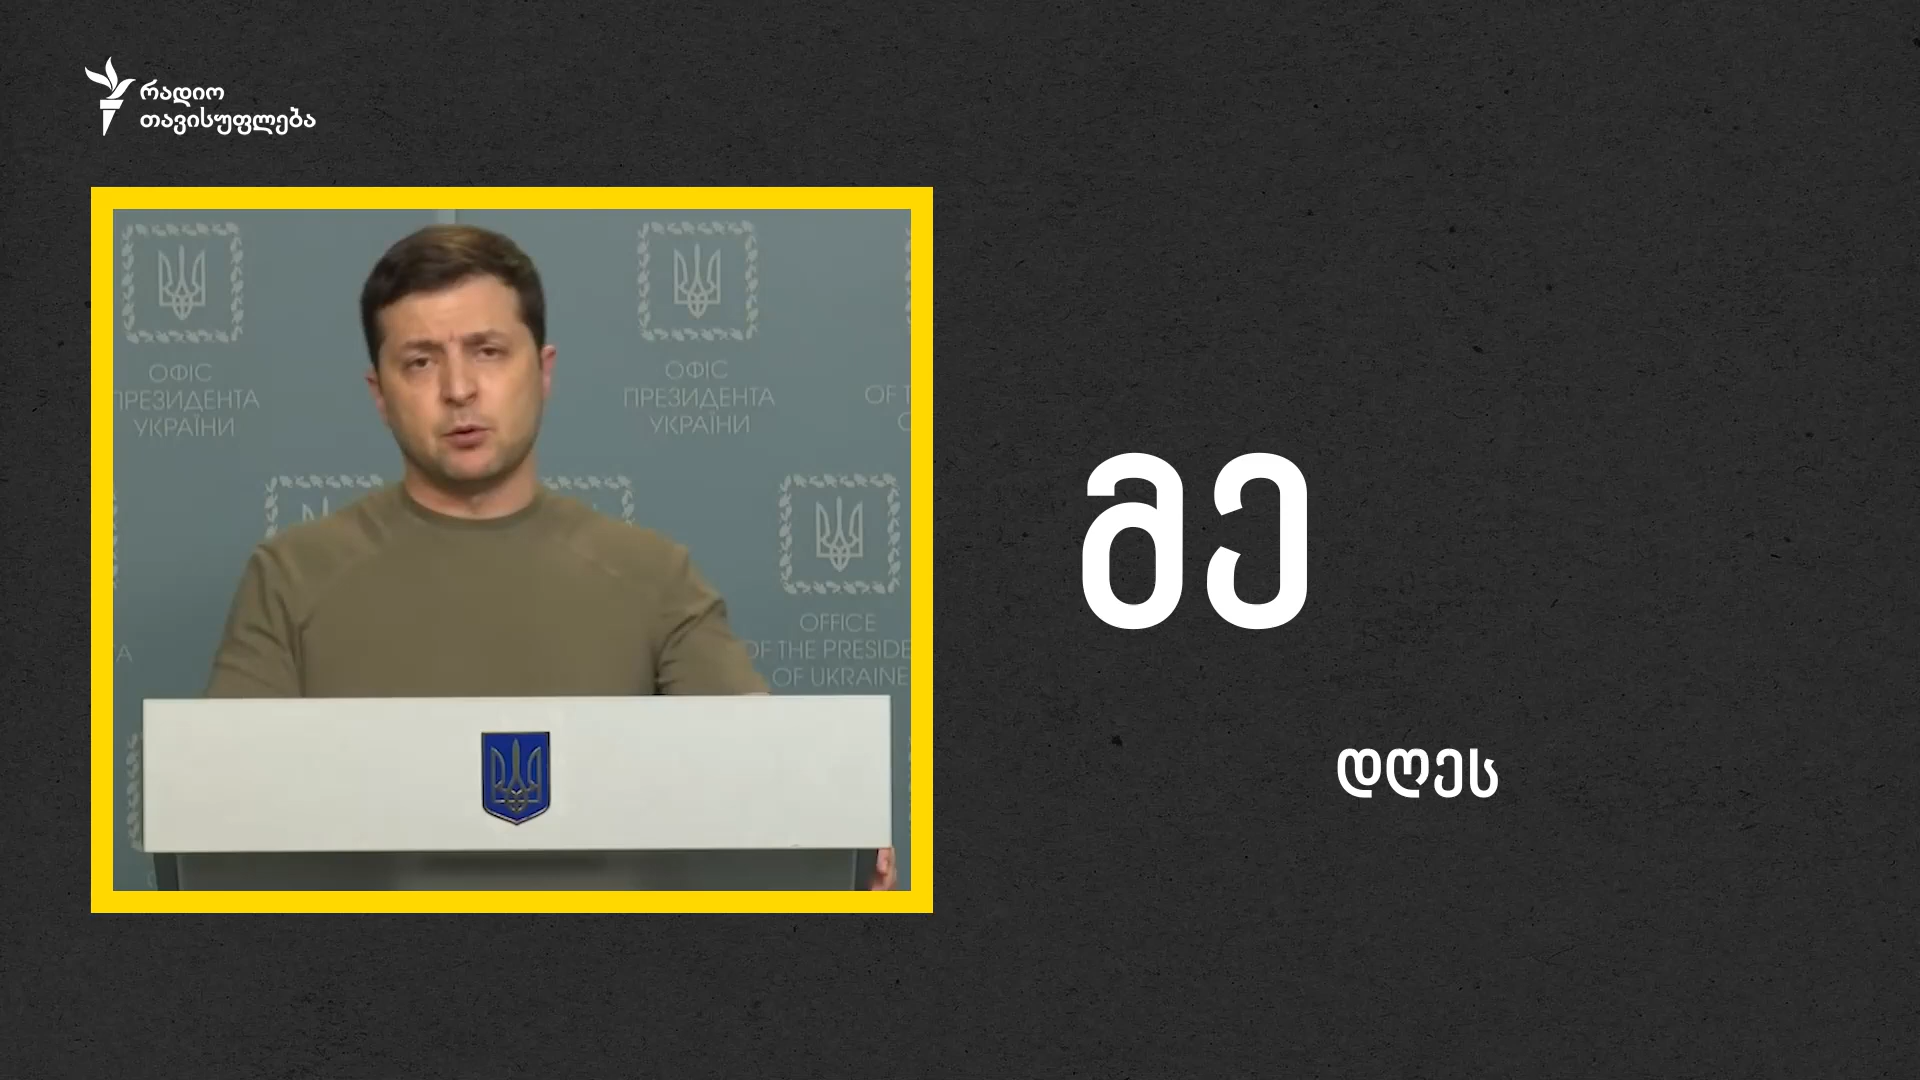 რადიო
თავისუფლება
ОФІС
ПРЕЗИДЕНТА
УКРАЇНИ
ОФІС
ПРЕЗИДЕНТА
УКРАЇНИ
OFFICE
OF THE PRESIDE
OF UKRAINE
მე
დღეს